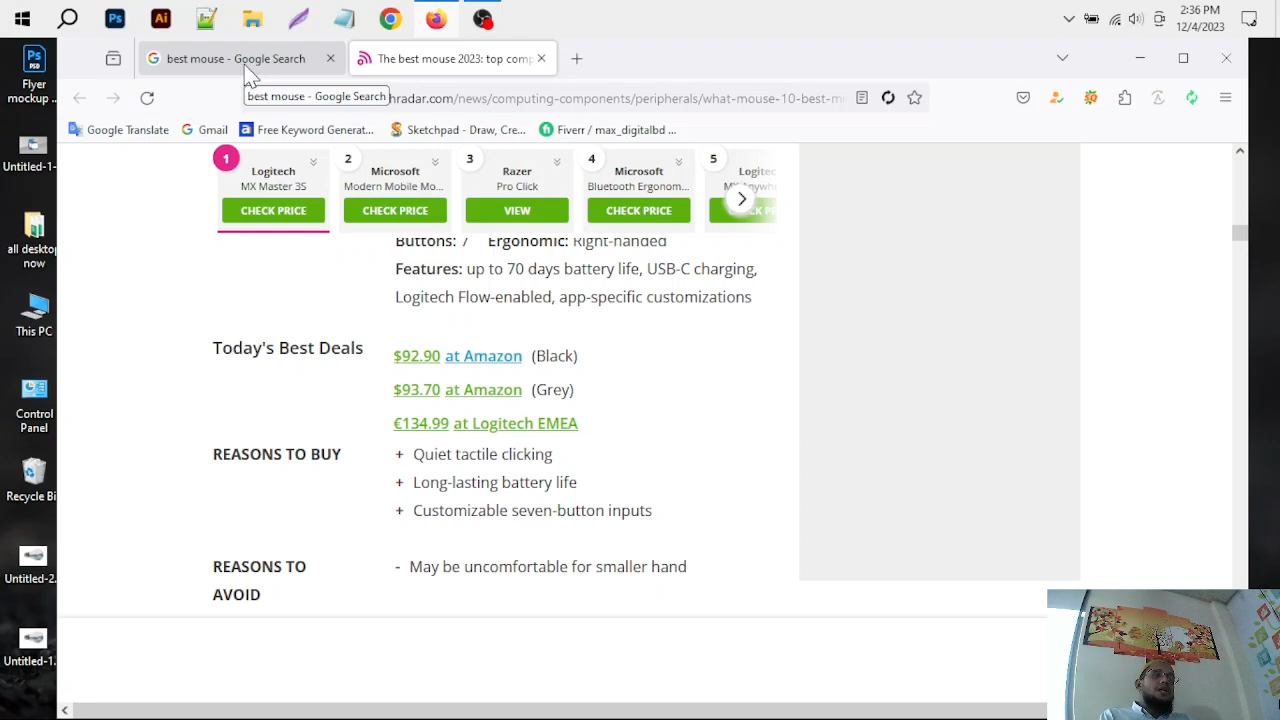 Ps
Ai
2:36 PM
12/4/2023
best mouse - Google Search
The best mouse 2023: top comp
best mouse - Google Search
hradar.com/news/computing-components/peripherals/what-mouse-10-best-m
Google Translate
Gmail
Free Keyword Generat...
Sketchpad - Draw, Cre...
Fiverr / max_digitalbd ...
Ps
Flyer
mockup ...
Untitled-1-
all deskto
now
This PC
Control
Panel
Recycle Bi
Untitled-2.
Untitled-1.
1
Logitech
MX Master 3S
CHECK PRICE
2
Microsoft
Modern Mobile Mo...
CHECK PRICE
3
Razer
Pro Click
VIEW
4
Microsoft
Bluetooth Ergonom...
CHECK PRICE
5
Buttons: 7 Ergonomic: Right-handed
Features: up to 70 days battery life, USB-C charging,
Logitech Flow-enabled, app-specific customizations
Today's Best Deals
$92.90 at Amazon (Black)
$93.70 at Amazon (Grey)
€134.99 at Logitech EMEA
REASONS TO BUY
+ Quiet tactile clicking
+ Long-lasting battery life
+ Customizable seven-button inputs
REASONS TO
AVOID
- May be uncomfortable for smaller hand